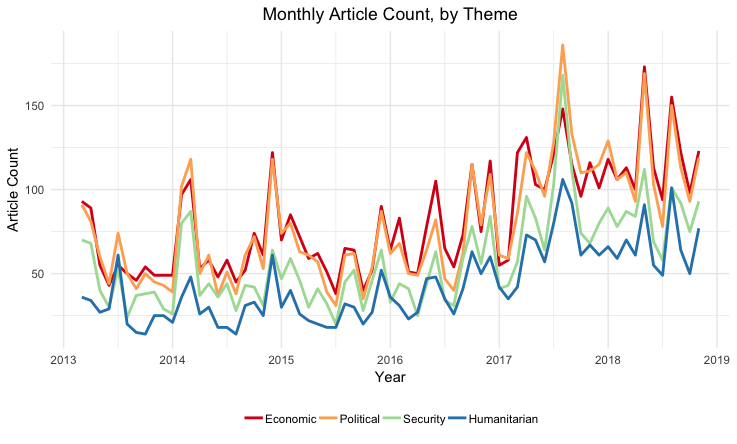 Monthly Article Count, by Theme
Article Count
150
100
50
2013 2014 2015 2016 2017 2018 2019
Year
Economic Political Security Humanitarian